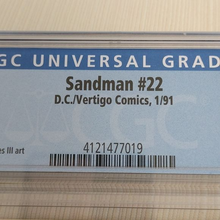 GC UNIVERSAL GRAD
Sandman #22
D.C./Vertigo Comics, 1/91
es III art
4121477019